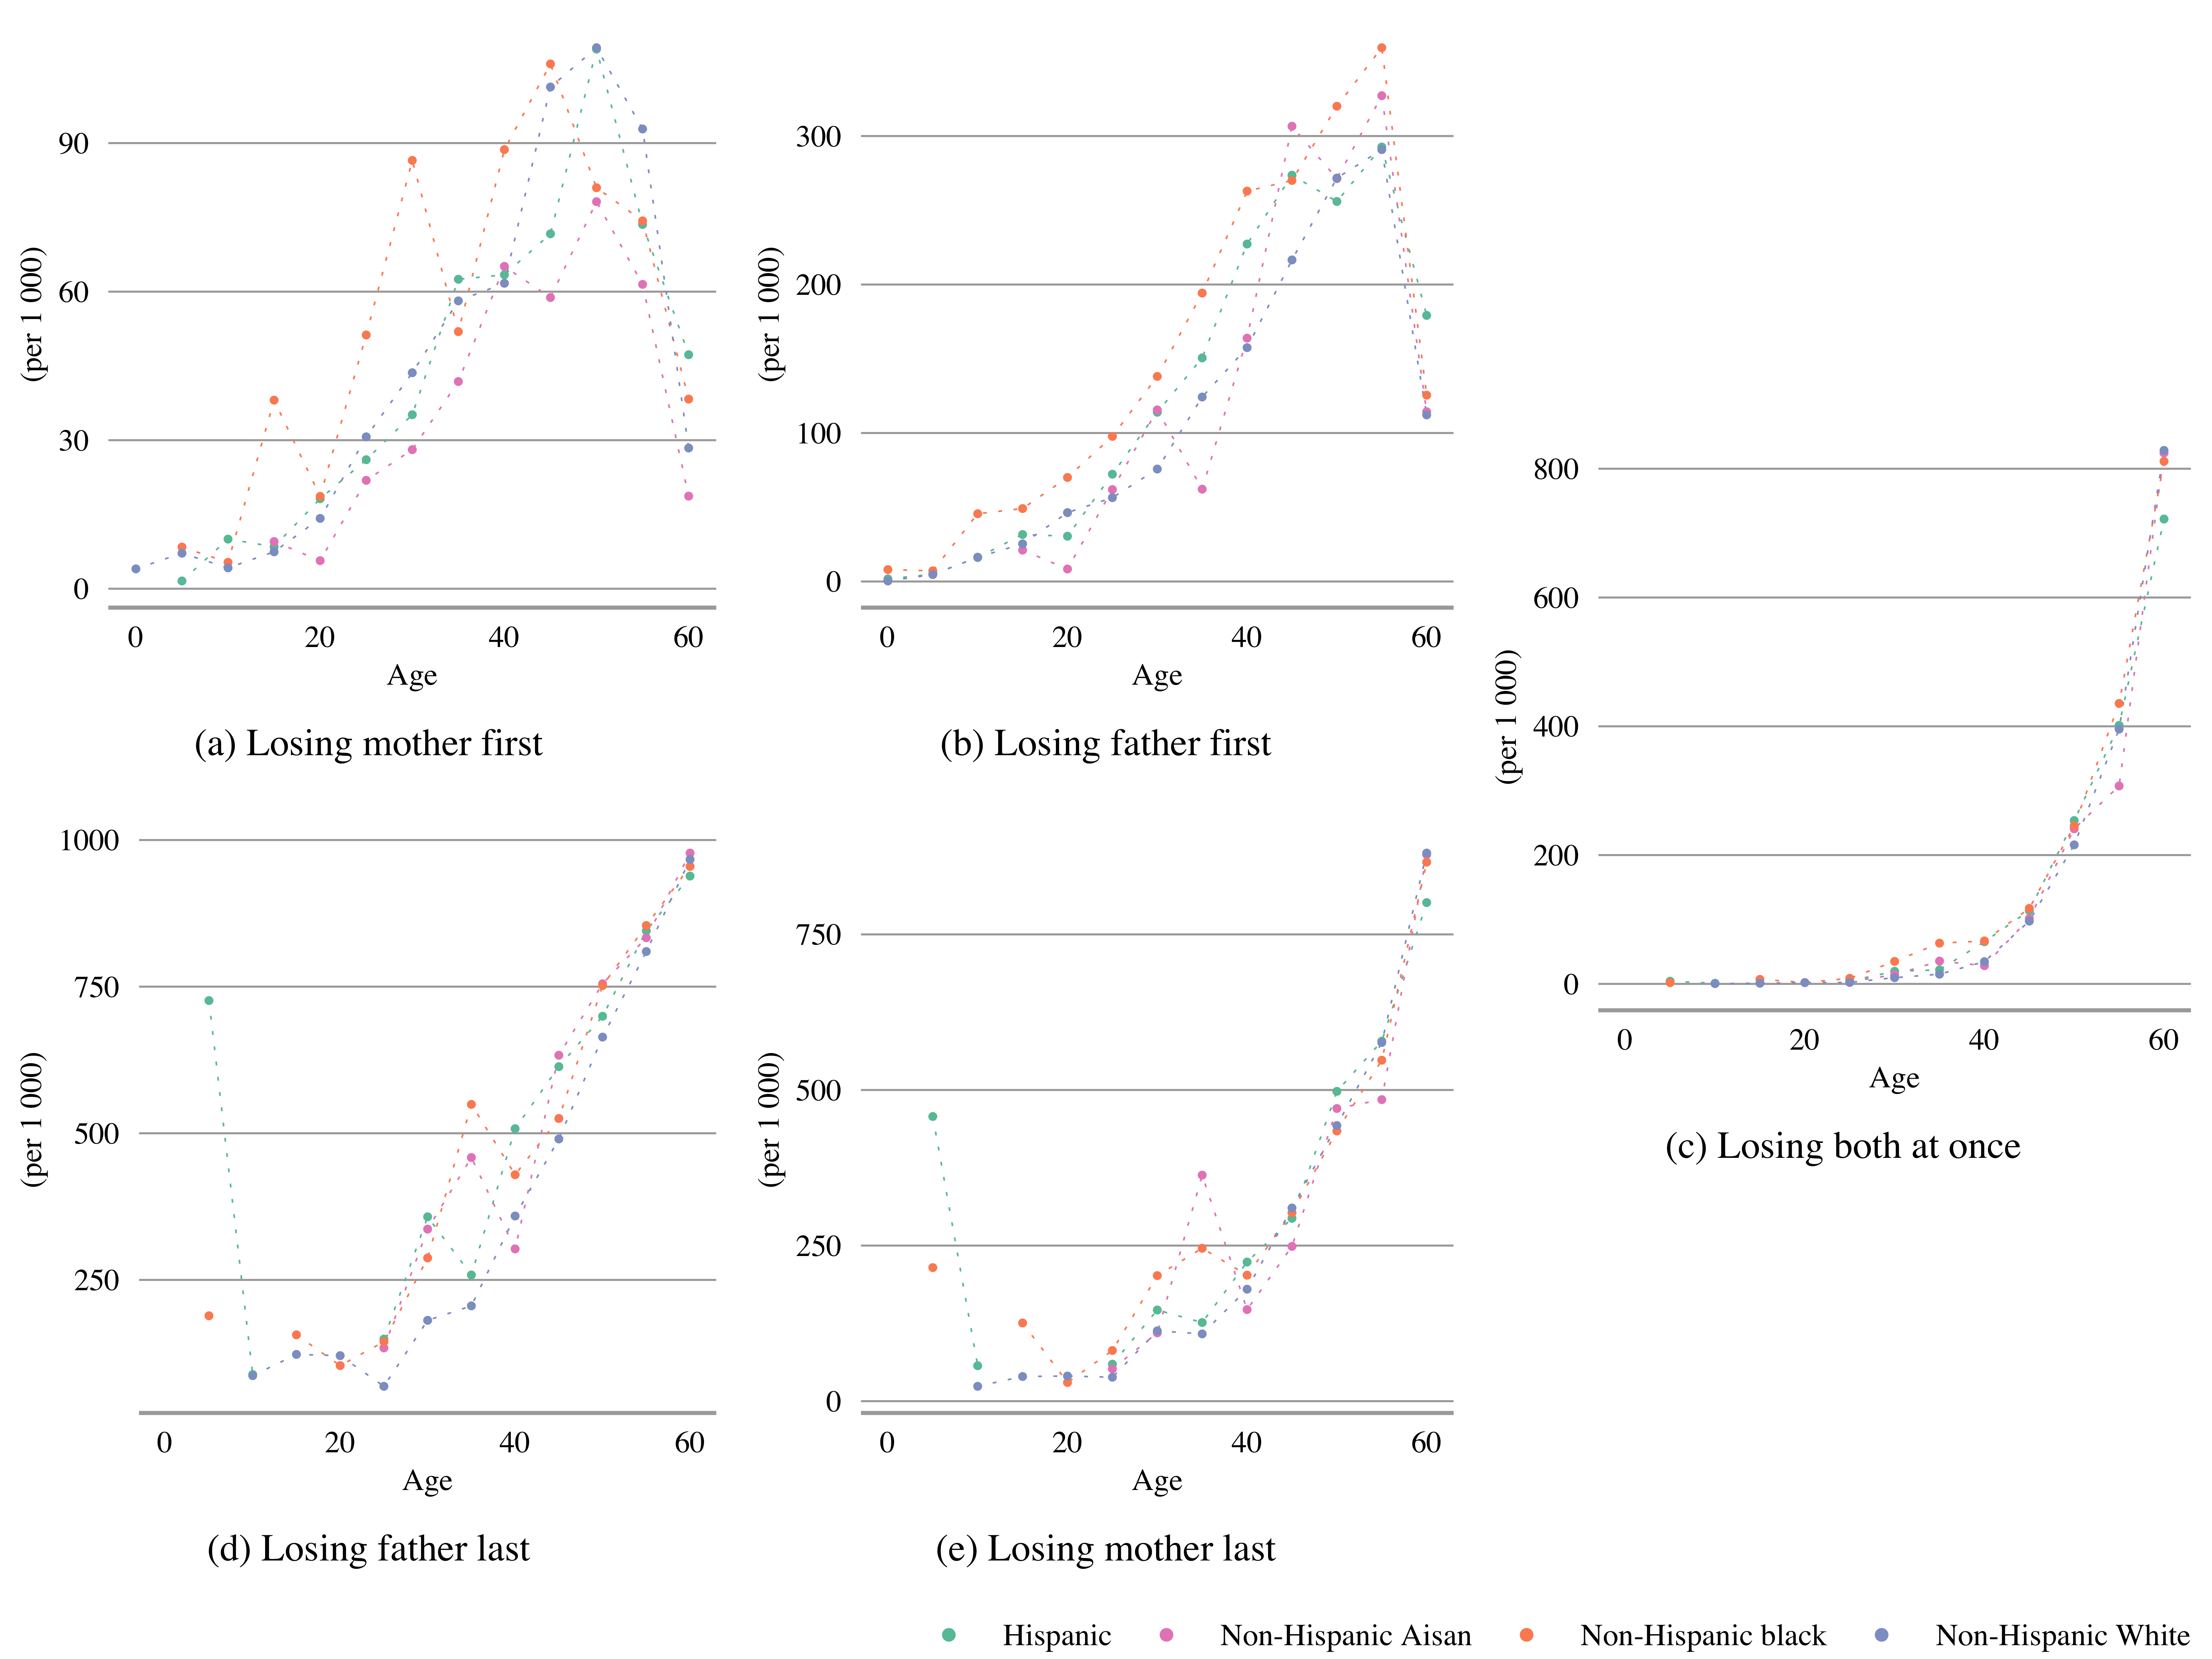 90
60
30
0
(per 1 000)
0 20 40 60
Age
(a) Losing mother first
300
200
100
0
(per 1 000)
0 20 40 60
Age
(b) Losing father first
800
600
400
200
0
(per 1 000)
0 20 40 60
Age
(c) Losing both at once
1000
750
500
250
(per 1 000)
0 20 40 60
Age
(d) Losing father last
750
500
250
0
(per 1 000)
0 20 40 60
Age
(e) Losing mother last
Hispanic Non-Hispanic Aisan Non-Hispanic black Non-Hispanic White